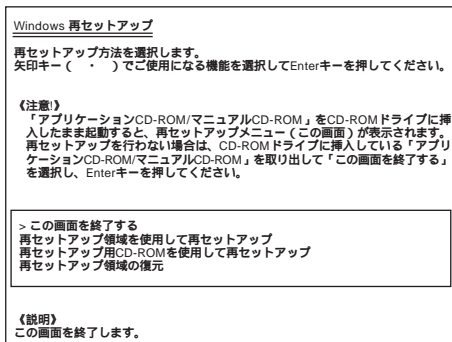 Windows 再セットアップ
再セットアップ方法を選択します。
矢印キー（　・　）でご使用になる機能を選択してEnterキーを押してください。
《注意!》
「アプリケーションCD-ROM/マニュアルCD-ROM」をCD-ROMドライブに挿
入したまま起動すると、再セットアップメニュー（この画面）が表示されます。
再セットアップを行わない場合は、CD-ROMドライブに挿入している「アプリ
ケーションCD-ROM/マニュアルCD-ROM」を取り出して「この画面を終了する」
を選択し、Enterキーを押してください。
> この画面を終了する
再セットアップ領域を使用して再セットアップ
再セットアップ用CD-ROMを使用して再セットアップ
再セットアップ領域の復元
《説明》
この画面を終了します。